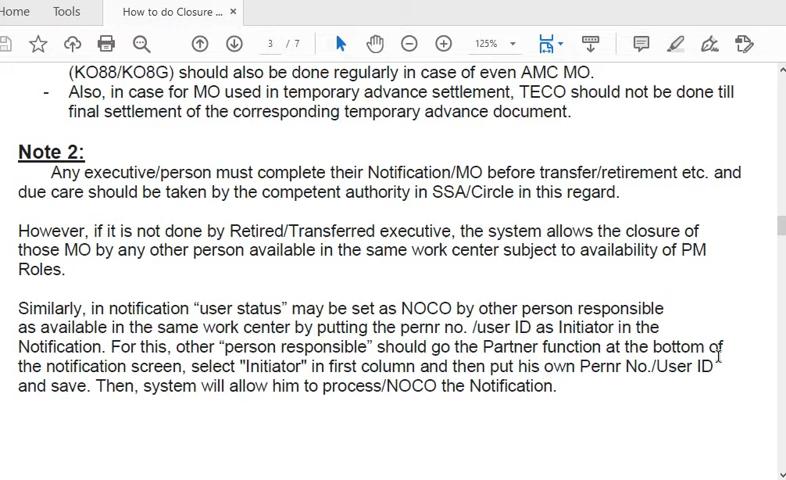 Home Tools How to do Closure ... ×
3 / 7 125%
(KO88/KO8G) should also be done regularly in case of even AMC MO.
- Also, in case for MO used in temporary advance settlement, TECO should not be done till
final settlement of the corresponding temporary advance document.
Note 2:
Any executive/person must complete their Notification/MO before transfer/retirement etc. and
due care should be taken by the competent authority in SSA/Circle in this regard.
However, if it is not done by Retired/Transferred executive, the system allows the closure of
those MO by any other person available in the same work center subject to availability of PM
Roles.
Similarly, in notification “user status” may be set as NOCO by other person responsible
as available in the same work center by putting the pernr no. /user ID as Initiator in the
Notification. For this, other “person responsible” should go the Partner function at the bottom of
the notification screen, select "Initiator" in first column and then put his own Pernr No./User ID
and save. Then, system will allow him to process/NOCO the Notification.